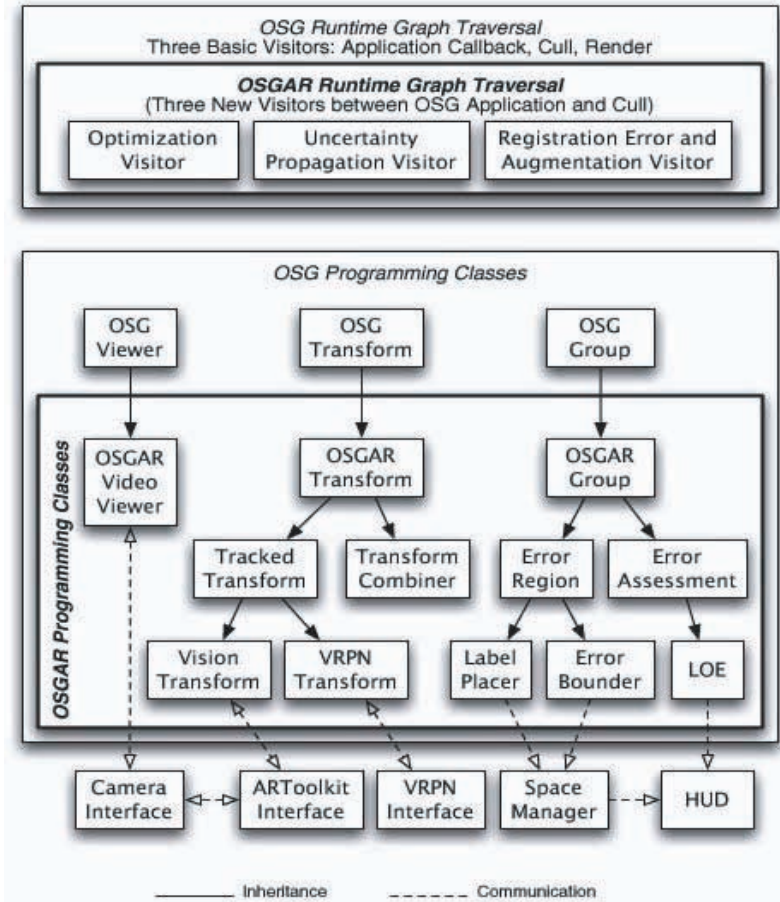 OSG Runtime Graph Traversal
Three Basic Visitors: Application Callback, Cull, Render
OSGAR Runtime Graph Traversal
(Three New Visitors between OSG Application and Cull)
Optimization
Visitor
Uncertainty
Propagation Visitor
Registration Error and
Augmentation Visitor
OSG Programming Classes
OSG
Viewer
OSG
Transform
OSG
Group
OSGAR Programming Classes
OSGAR
Video
Viewer
OSGAR
Transform
OSGAR
Group
Tracked
Transform
Transform
Combiner
Error
Region
Error
Assessment
Vision
Transform
VRPN
Transform
Label
Placer
Error
Bounder
LOE
Camera
Interface
ARToolkit
Interface
VRPN
Interface
Space
Manager
HUD
Inheritance
Communication